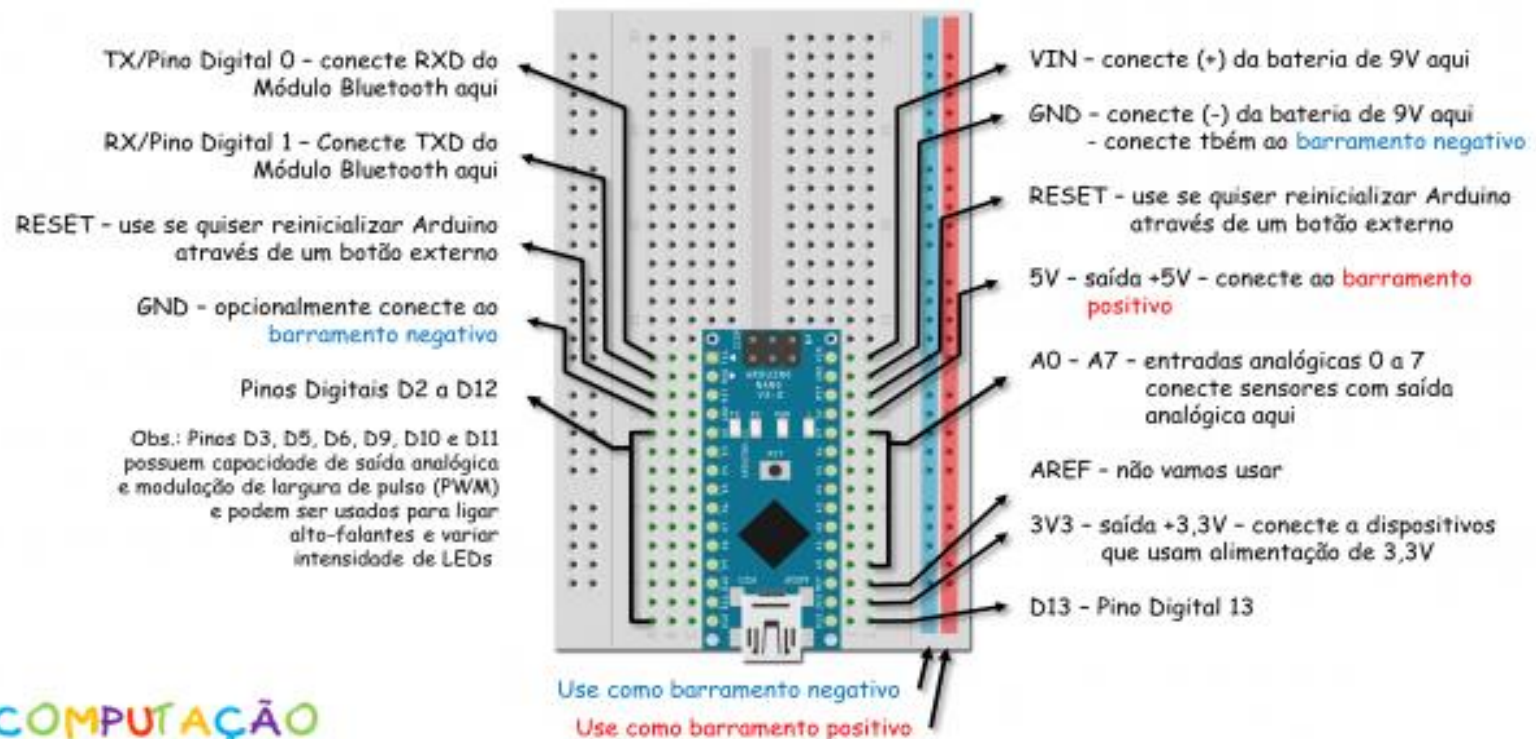 TX/Pino Digital 0 - conecte RXD do
Módulo Bluetooth aqui
RX/Pino Digital 1 - Conecte TXD do
Módulo Bluetooth aqui
RESET - use se quiser reinicializar Arduino
através de um botão externo
GND - opcionalmente conecte ao
barramento negativo
Pinos Digitais D2 a D12
Obs.: Pinos D3, D5, D6, D9, D10 e D11
possuem capacidade de saída analógica
e modulação de largura de pulso (PWM)
e podem ser usados para ligar
alto-falantes e variar
intensidade de LEDs
ARDUINO
NANO
V3.0
VIN - conecte (+) da bateria de 9V aqui
GND - conecte (-) da bateria de 9V aqui
- conecte tbém ao barramento negativo
RESET - use se quiser reinicializar Arduino
através de um botão externo
5V - saída +5V - conecte ao barramento
positivo
A0 - A7 - entradas analógicas 0 a 7
conecte sensores com saída
analógica aqui
AREF - não vamos usar
3V3 - saída +3,3V - conecte a dispositivos
que usam alimentação de 3,3V
D13 - Pino Digital 13
Use como barramento negativo
Use como barramento positivo
COMPUTAÇÃO